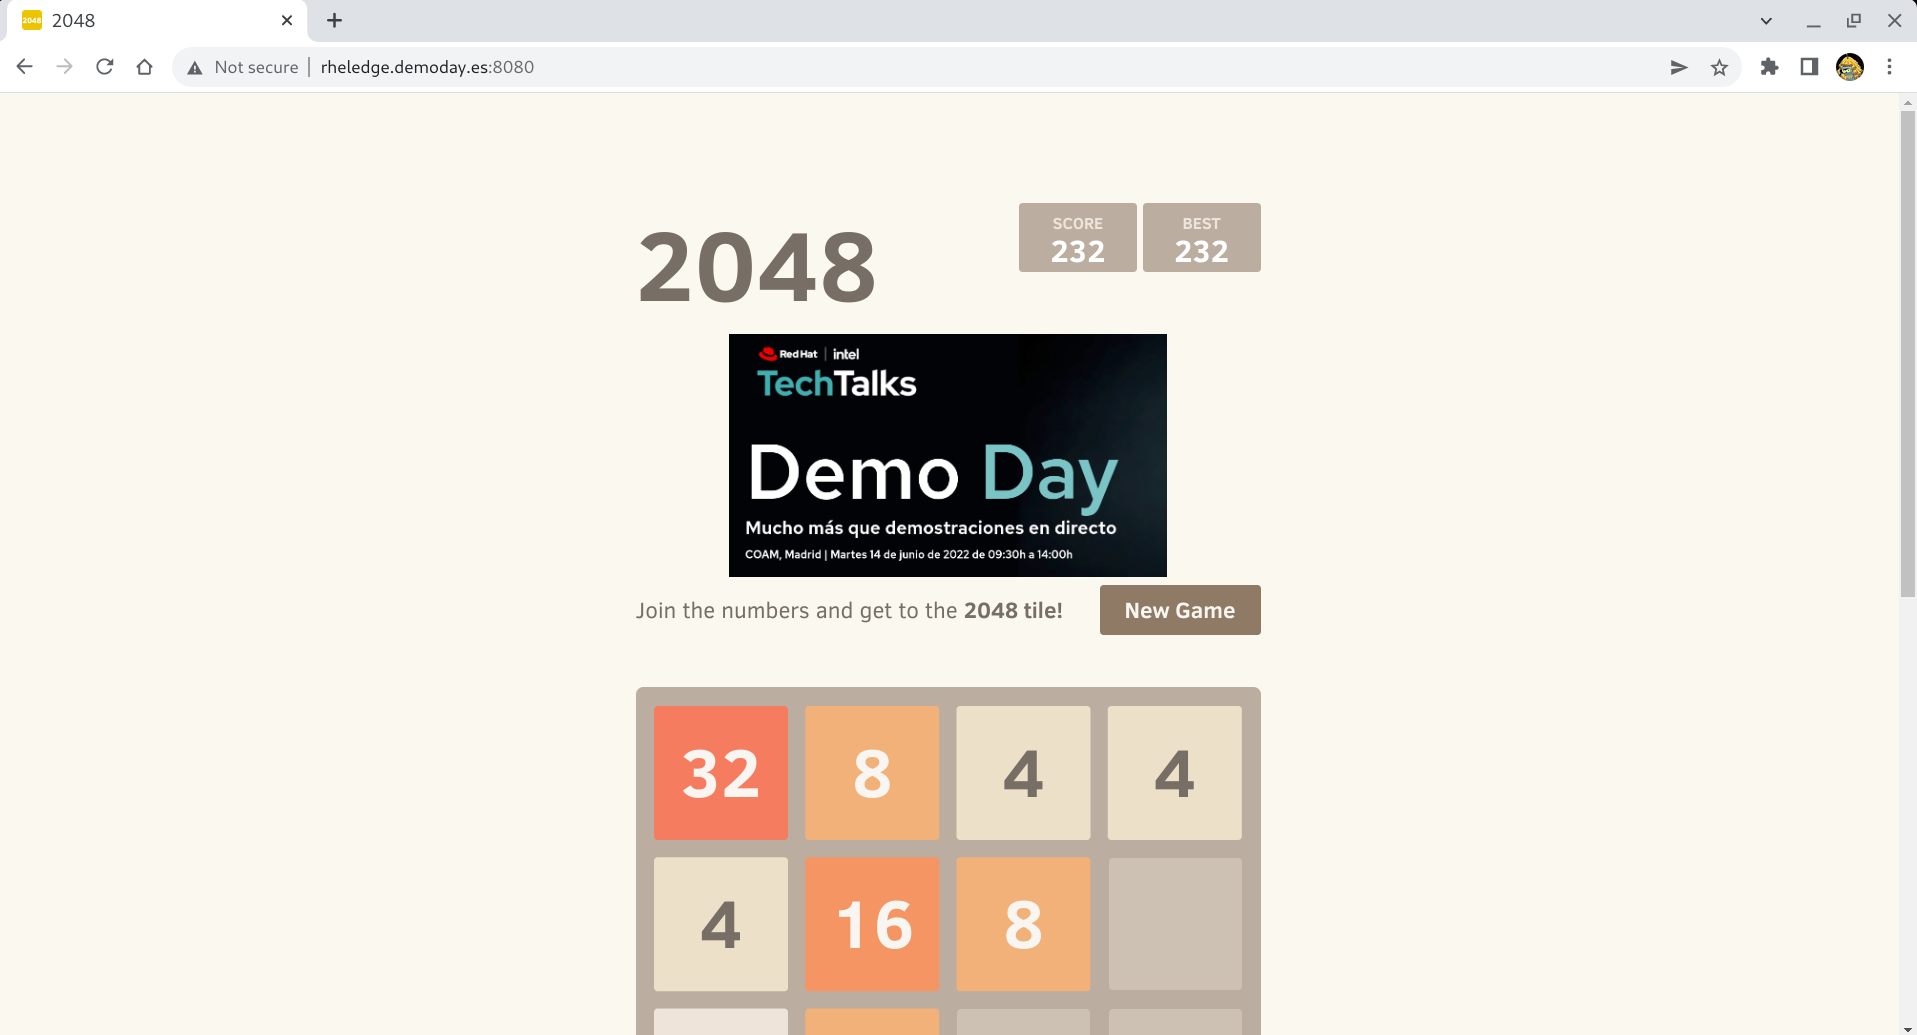 2048
2048
Not secure | rheledge.demoday.es:8080
2048
SCORE
232
BEST
232
Red Hat | intel
TechTalks
Demo Day
Mucho más que demostraciones en directo
COAM, Madrid | Martes 14 de junio de 2022 de 09:30h a 14:00h
Join the numbers and get to the 2048 tile!
New Game
32 8 4 4
4 16 8